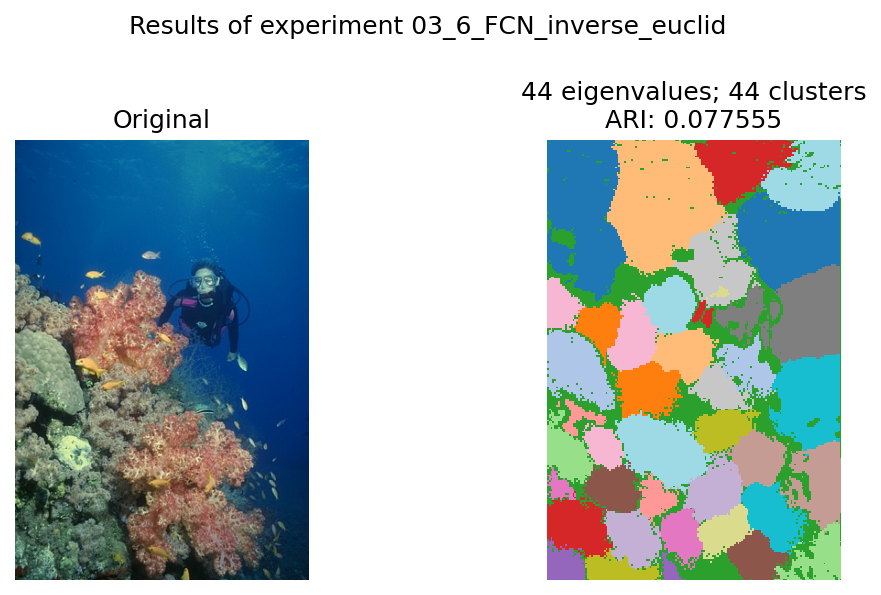 Results of experiment 03_6_FCN_inverse_euclid
Original
44 eigenvalues; 44 clusters
ARI: 0.077555